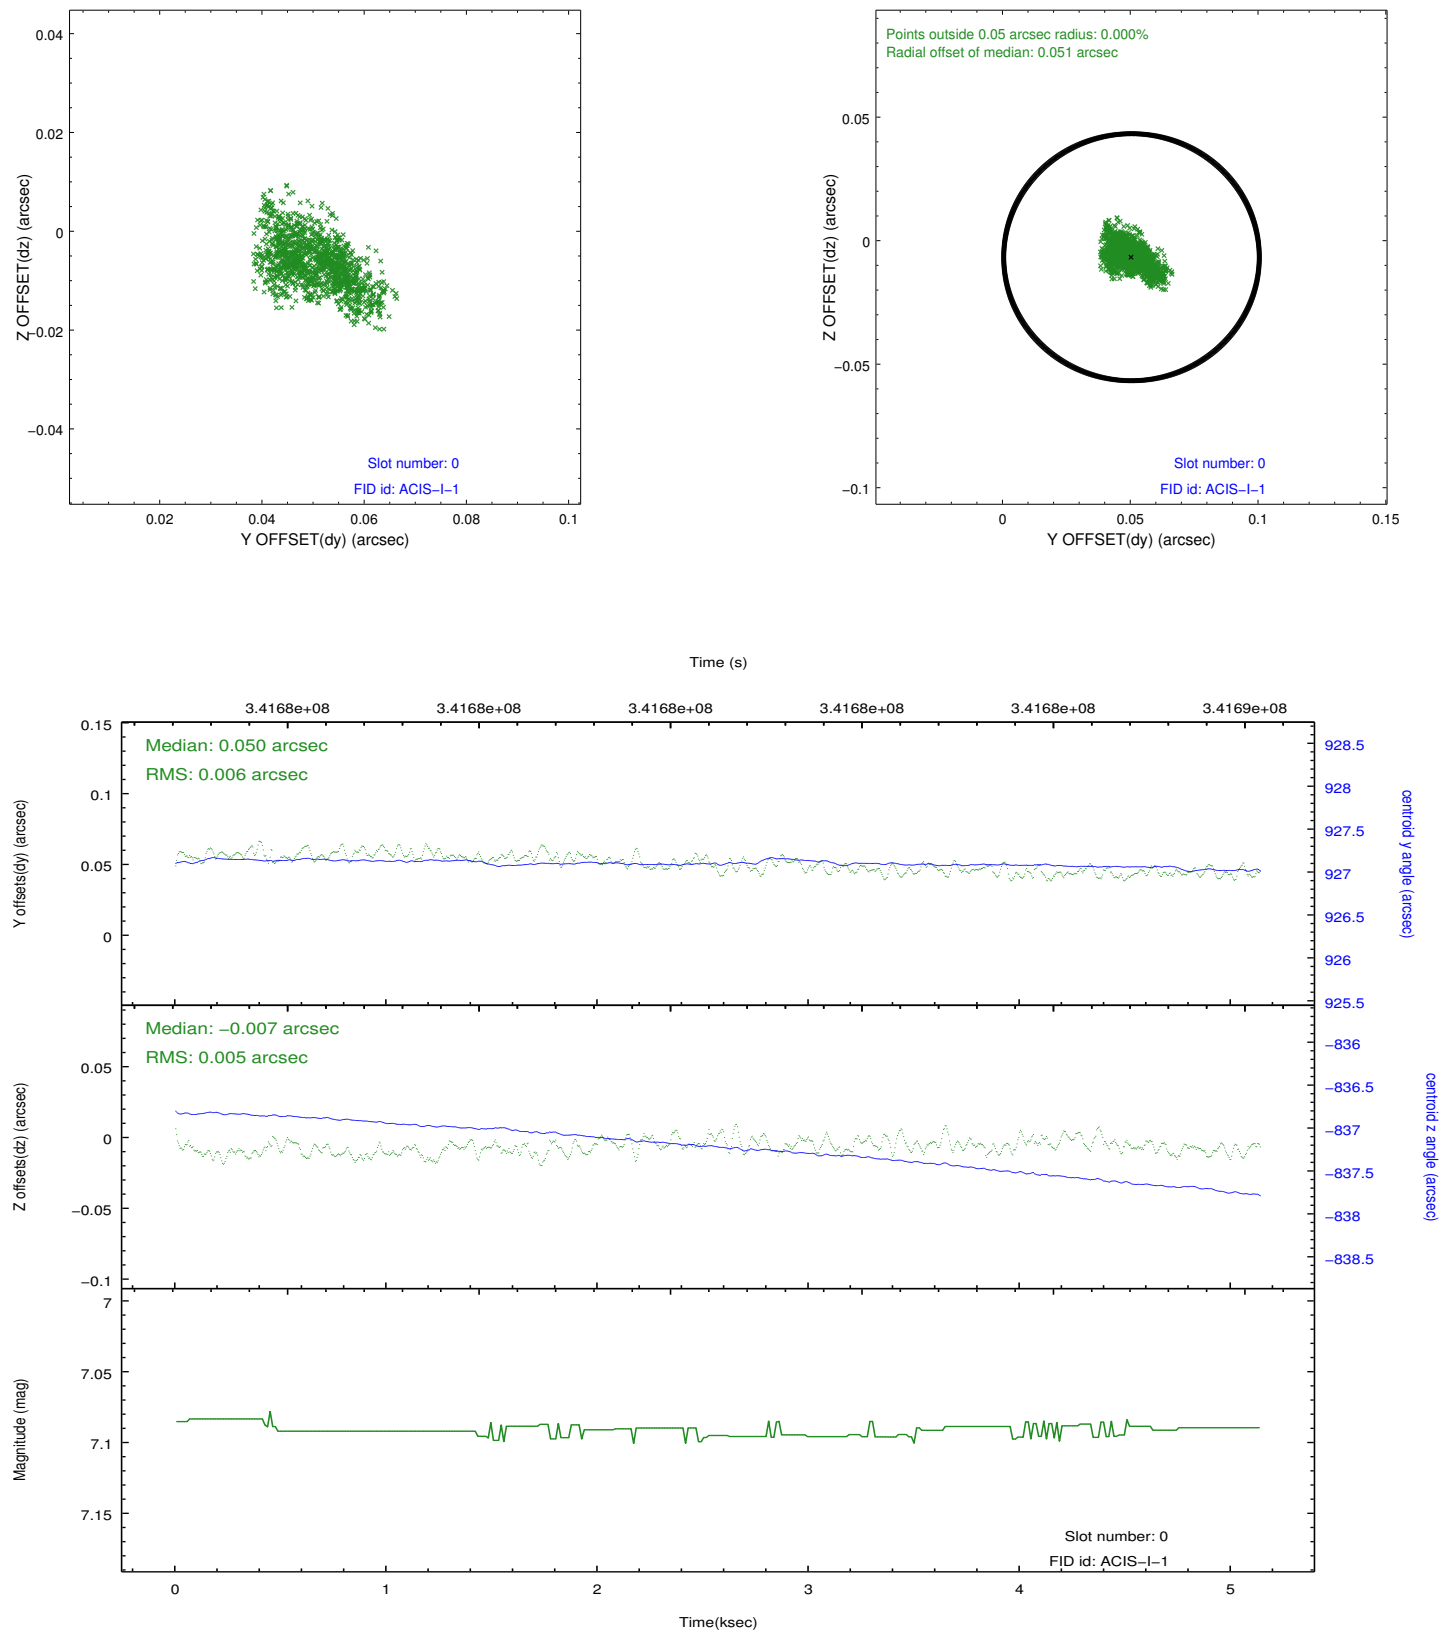 0.04
0.02
0
−0.02
−0.04
Z OFFSET(dz) (arcsec)
Slot number: 0
FID id: ACIS−I−1
0.02 0.04 0.06 0.08 0.1
Y OFFSET(dy) (arcsec)
Points outside 0.05 arcsec radius: 0.000%
Radial offset of median: 0.051 arcsec
0.05
0
−0.05
−0.1
Z OFFSET(dz) (arcsec)
Slot number: 0
FID id: ACIS−I−1
0 0.05 0.1 0.15
Y OFFSET(dy) (arcsec)
Time (s)
3.4168e+08 3.4168e+08 3.4168e+08 3.4168e+08 3.4168e+08 3.4169e+08
Median: 0.050 arcsec
RMS: 0.006 arcsec
0.15
0.1
0.05
0
Y offsets(dy) (arcsec)
928.5
928
927.5
927
926.5
926
925.5
centroid y angle (arcsec)
Median: −0.007 arcsec
RMS: 0.005 arcsec
0.05
0
−0.05
−0.1
Z offsets(dz) (arcsec)
−836
−836.5
−837
−837.5
−838
−838.5
centroid z angle (arcsec)
7
7.05
7.1
7.15
Magnitude (mag)
Slot number: 0
FID id: ACIS−I−1
0 1 2 3 4 5
Time(ksec)